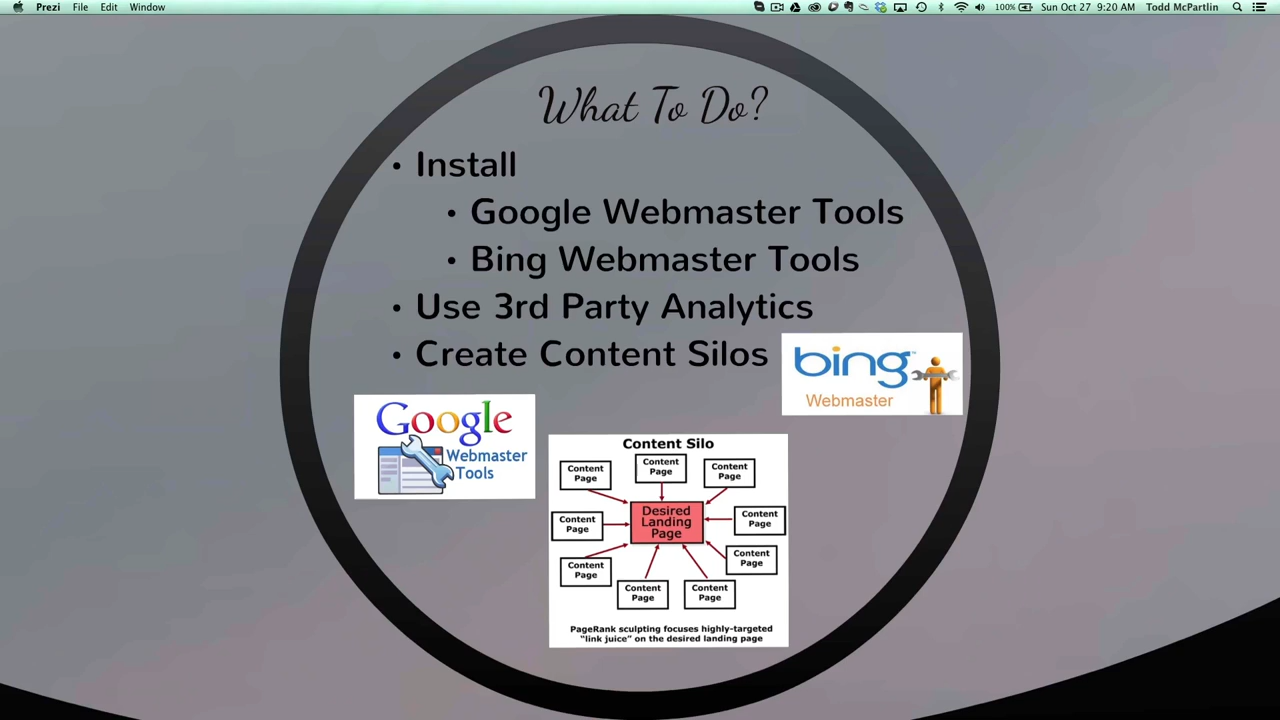 Prezi File Edit Window 100% Sun Oct 27 9:20 AM Todd McPartlin
What To Do?
• Install
• Google Webmaster Tools
• Bing Webmaster Tools
• Use 3rd Party Analytics
• Create Content Silos
bing™
Webmaster
Google
Webmaster
Tools
Content Silo
Content
Page
Content
Page
Content
Page
Content
Page
Desired
Landing
Page
Content
Page
Content
Page
Content
Page
Content
Page
Content
Page
PageRank sculpting focuses highly-targeted
"link juice" on the desired landing page